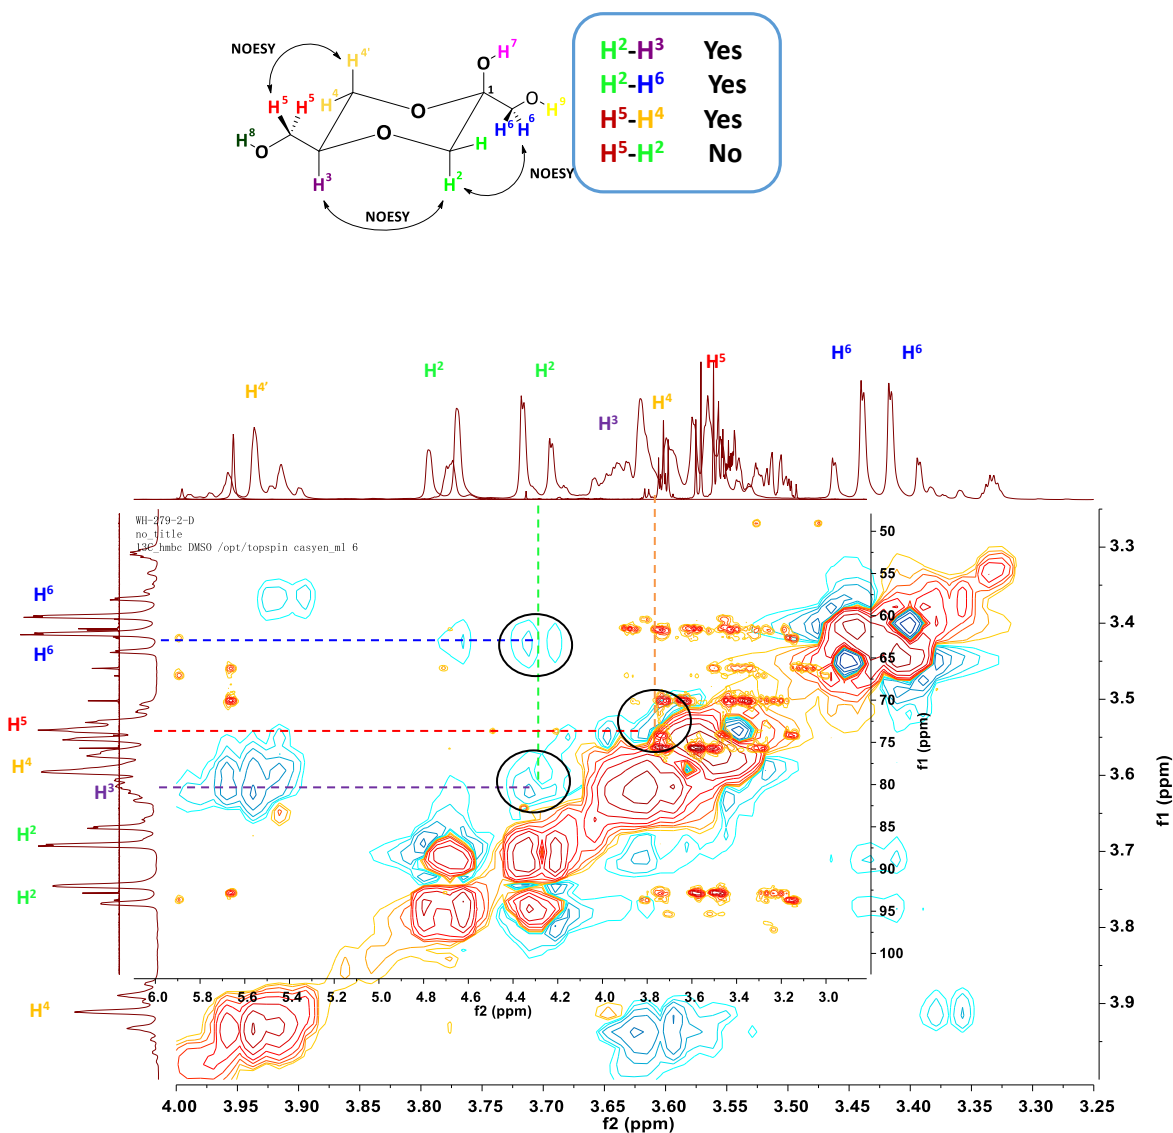 NOESY
H4'
H7
O
H5 H5
H4
O
1
O
H9
H6 H6
H8
O
O
H
H3
H2
NOESY
NOESY
H2-H3 Yes
H2-H6 Yes
H5-H4 Yes
H5-H2 No
H4'
H2
H2
H3
H4
H5
H6
H6
WH-279-2-D
no_title
13C_hmbc DMSO /opt/topspin casyen_ml 6
H6
H6
H5
H4
H3
H2
H2
H4
50
55
60
65
70
75
80
85
90
95
100
f1 (ppm)
6.0 5.8 5.6 5.4 5.2 5.0 4.8 4.6 4.4 4.2 4.0 3.8 3.6 3.4 3.2 3.0
f2 (ppm)
3.3
3.4
3.5
3.6
3.7
3.8
3.9
f1 (ppm)
4.00 3.95 3.90 3.85 3.80 3.75 3.70 3.65 3.60 3.55 3.50 3.45 3.40 3.35 3.30 3.25
f2 (ppm)